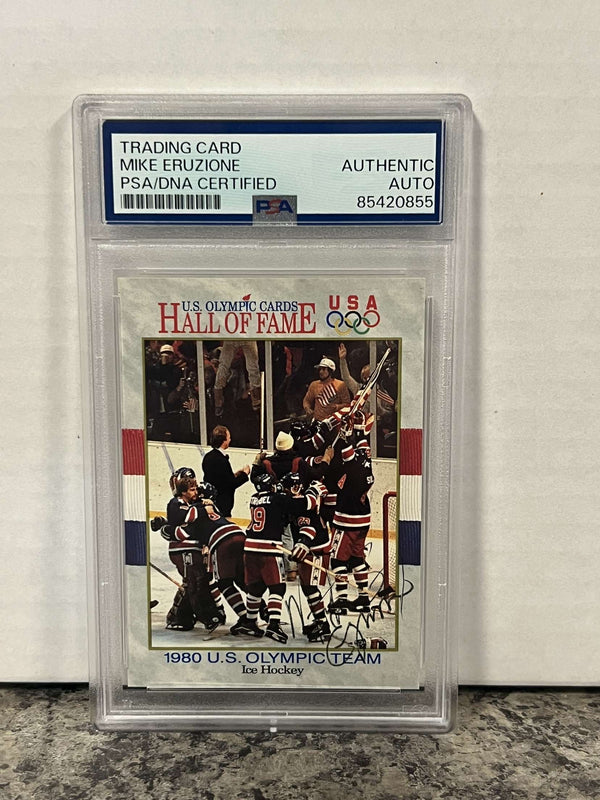 TRADING CARD
MIKE ERUZIONE
PSA/DNA CERTIFIED
AUTHENTIC
AUTO
85420855
PSA
U.S. OLYMPIC CARDS
HALL OF FAME
USA
19
1980 U.S. OLYMPIC TEAM
Ice Hockey